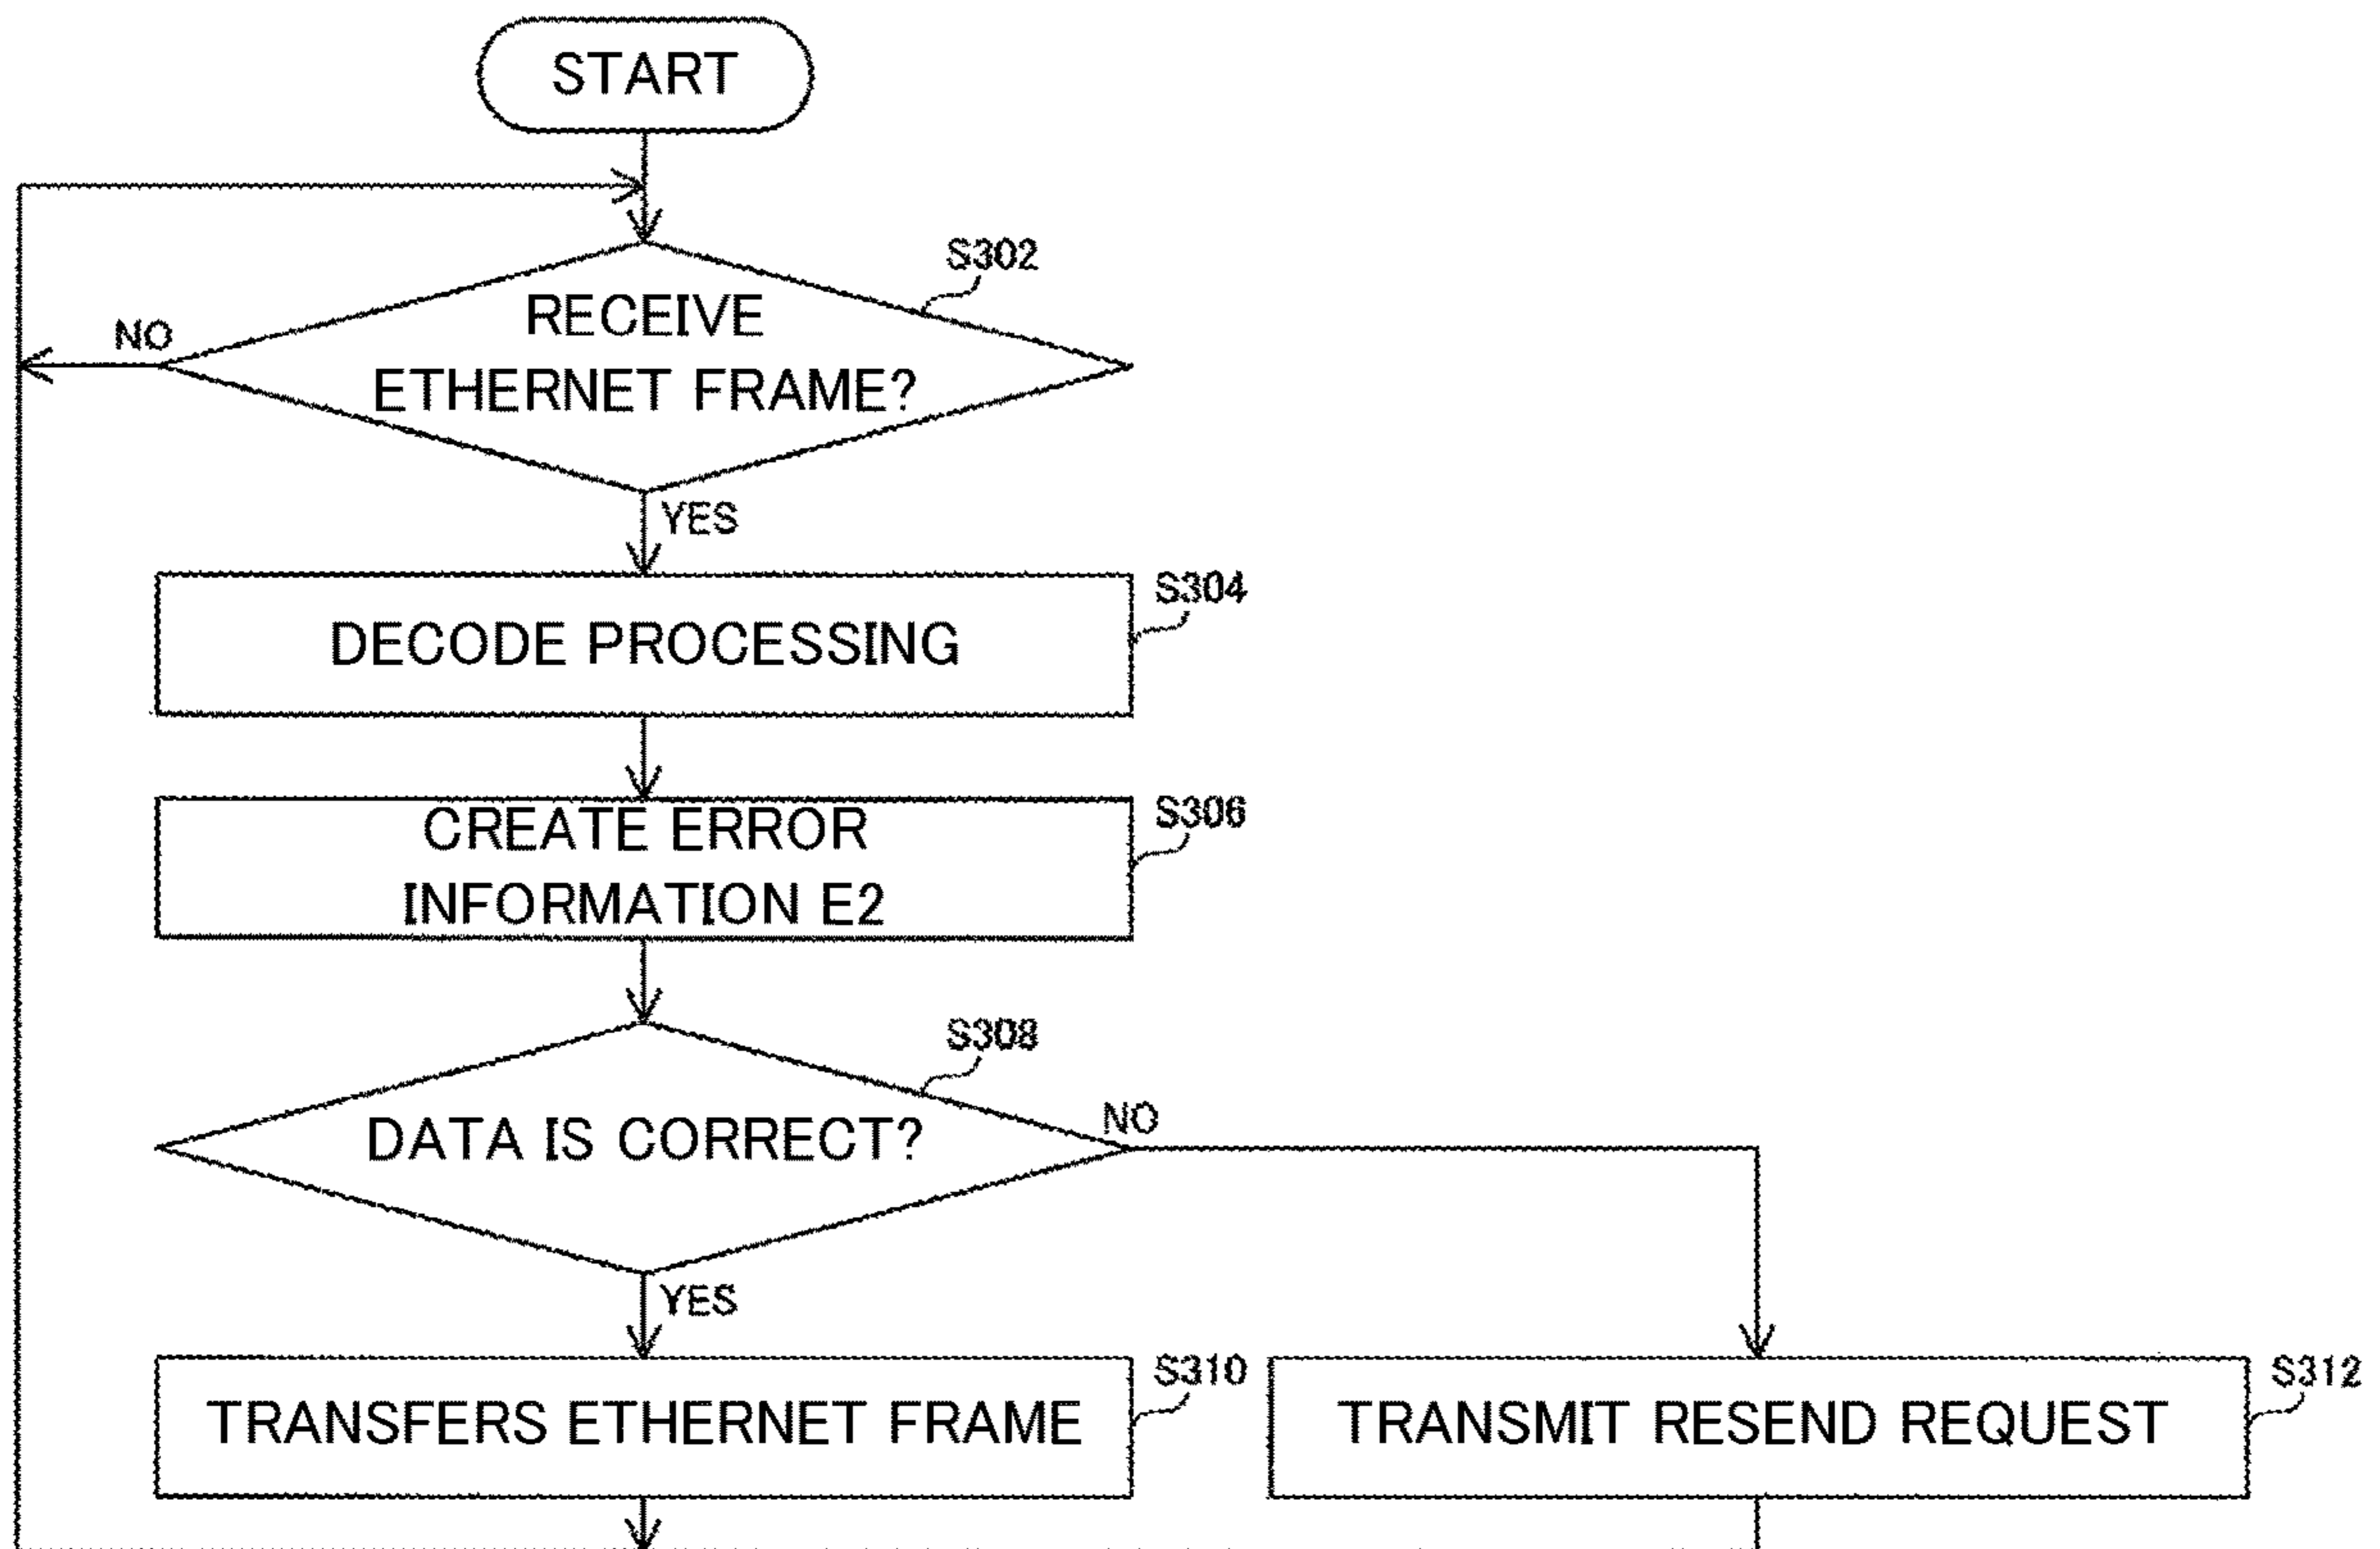 START
S302
RECEIVE
ETHERNET FRAME?
NO
YES
S304
DECODE PROCESSING
S306
CREATE ERROR
INFORMATION E2
S308
DATA IS CORRECT?
NO
YES
S310
TRANSFERS ETHERNET FRAME
S312
TRANSMIT RESEND REQUEST